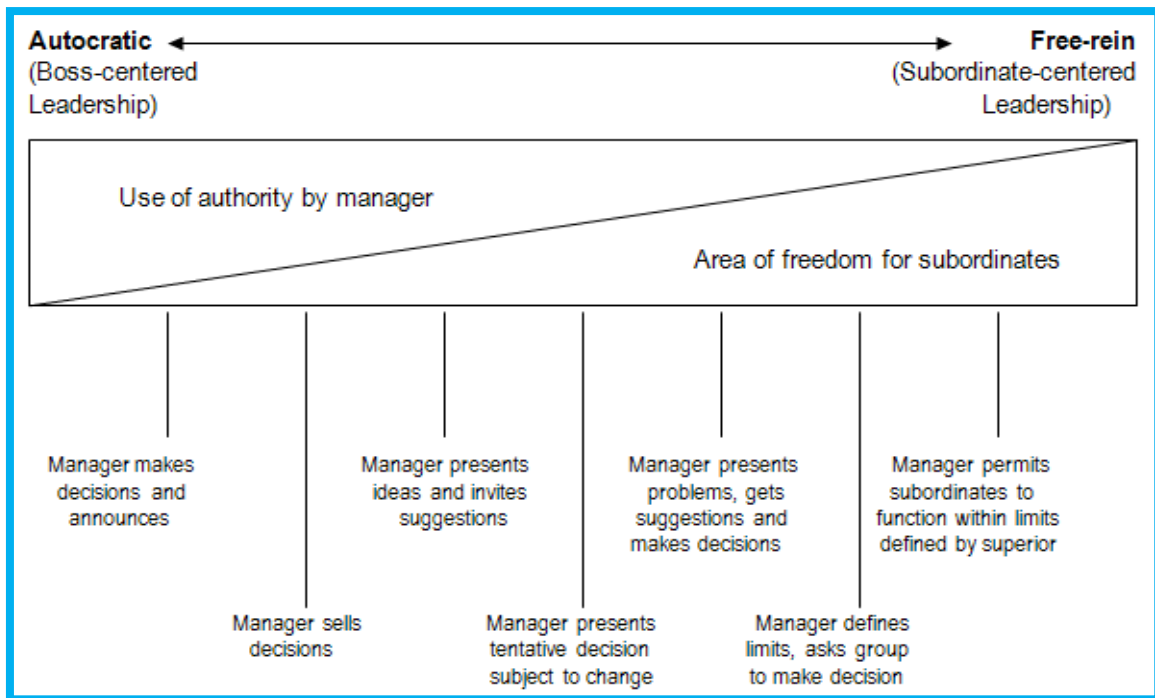 Autocratic
(Boss-centered
Leadership)
Free-rein
(Subordinate-centered
Leadership)
Use of authority by manager
Area of freedom for subordinates
Manager makes
decisions and
announces
Manager sells
decisions
Manager presents
ideas and invites
suggestions
Manager presents
tentative decision
subject to change
Manager presents
problems, gets
suggestions and
makes decisions
Manager defines
limits, asks group
to make decision
Manager permits
subordinates to
function within limits
defined by superior